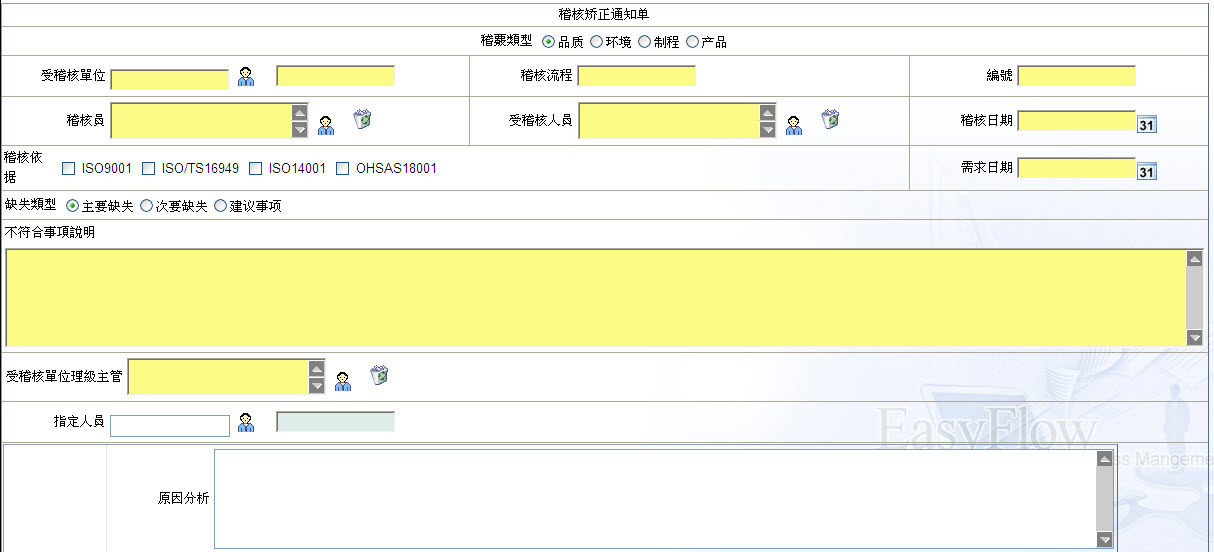 稽核矫正通知单
稽覈類型 品质 环境 制程 产品
受稽核單位 稽核流程 編號
稽核员 受稽核人员 稽核日期 31
稽核依据 ISO9001 ISO/TS16949 ISO14001 OHSAS18001 需求日期 31
缺失類型 主要缺失 次要缺失 建议事项
不符合事項說明
受稽核單位理級主管
指定人员
EasyFlow
ss Mangeme
原因分析